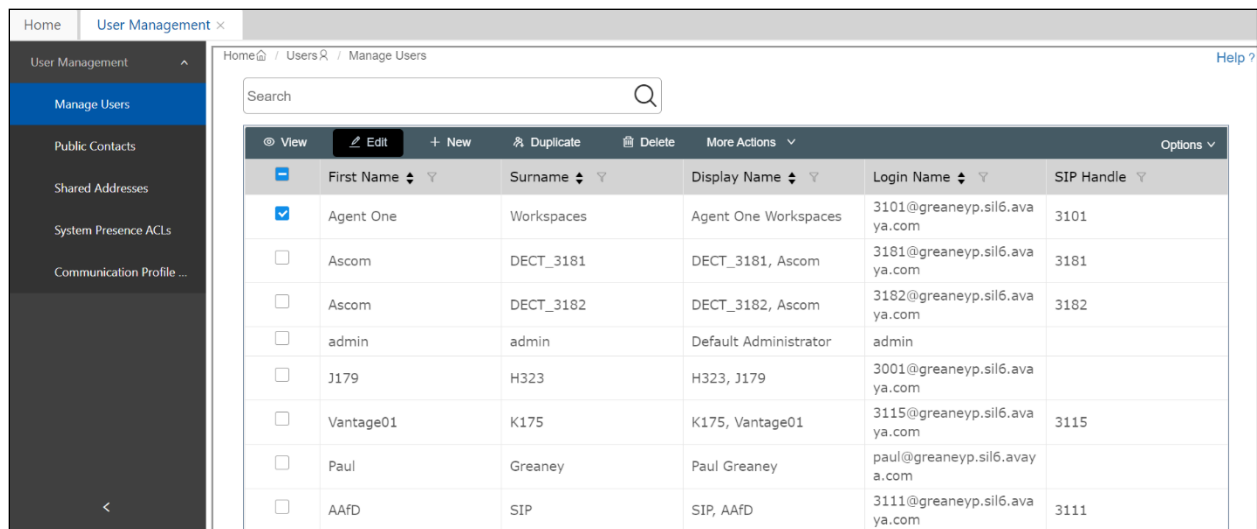 Home User Management ×
User Management
Manage Users
Public Contacts
Shared Addresses
System Presence ACLs
Communication Profile ...
<
Home / Users / Manage Users
Help ?
Search
View Edit + New Duplicate Delete More Actions Options
First Name Surname Display Name Login Name SIP Handle
Agent One Workspaces Agent One Workspaces 3101@greaneyp.sil6.ava
ya.com 3101
Ascom DECT_3181 DECT_3181, Ascom 3181@greaneyp.sil6.ava
ya.com 3181
Ascom DECT_3182 DECT_3182, Ascom 3182@greaneyp.sil6.ava
ya.com 3182
admin admin Default Administrator admin
J179 H323 H323, J179 3001@greaneyp.sil6.ava
ya.com
Vantage01 K175 K175, Vantage01 3115@greaneyp.sil6.ava
ya.com 3115
Paul Greaney Paul Greaney paul@greaneyp.sil6.avay
a.com
AAfD SIP SIP, AAfD 3111@greaneyp.sil6.ava
ya.com 3111